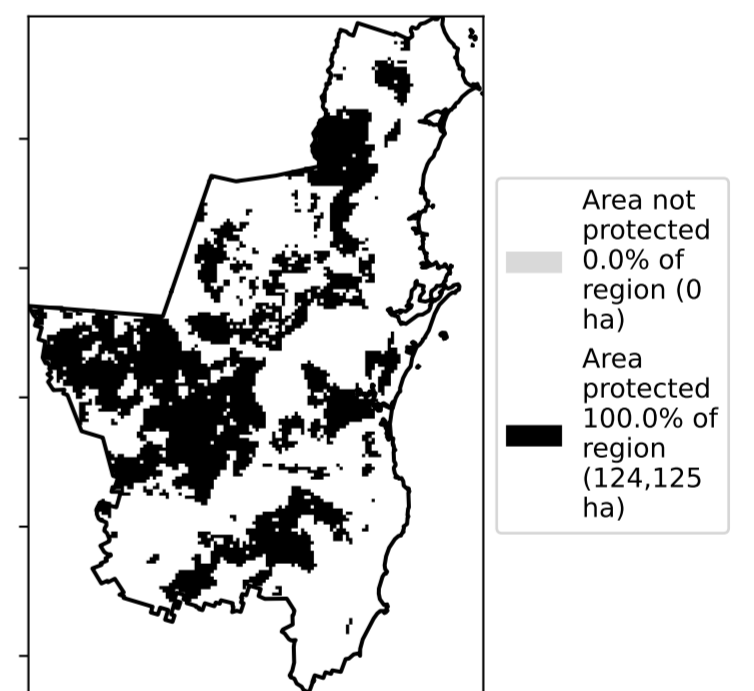 Area not
protected
0.0% of
region (0
ha)
Area
protected
100.0% of
region
(124,125
ha)